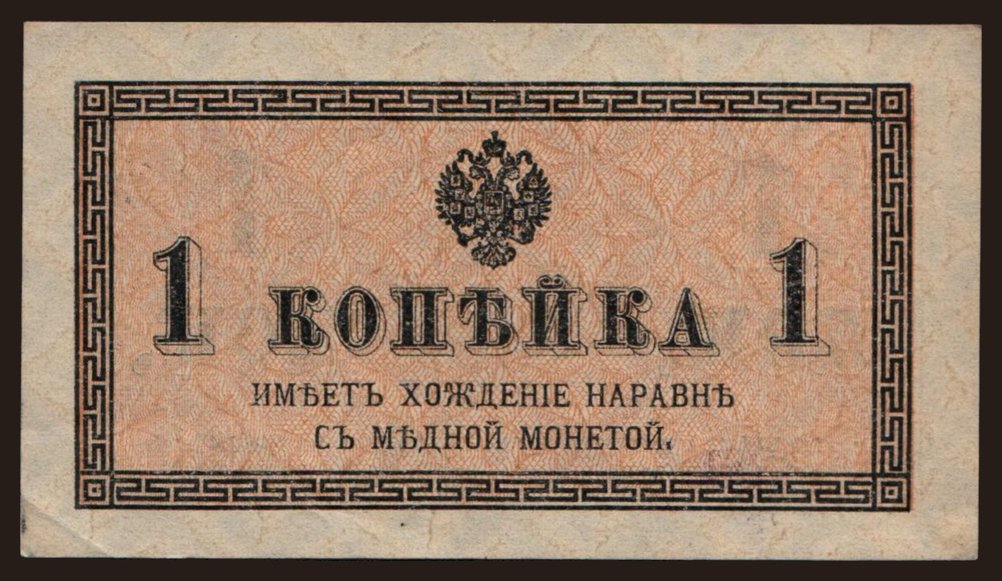 1 КОПѢЙКА 1
ИМѢЕТЪ ХОЖДЕНІЕ НАРАВНѢ
СЪ МѢДНОЙ МОНЕТОЙ.